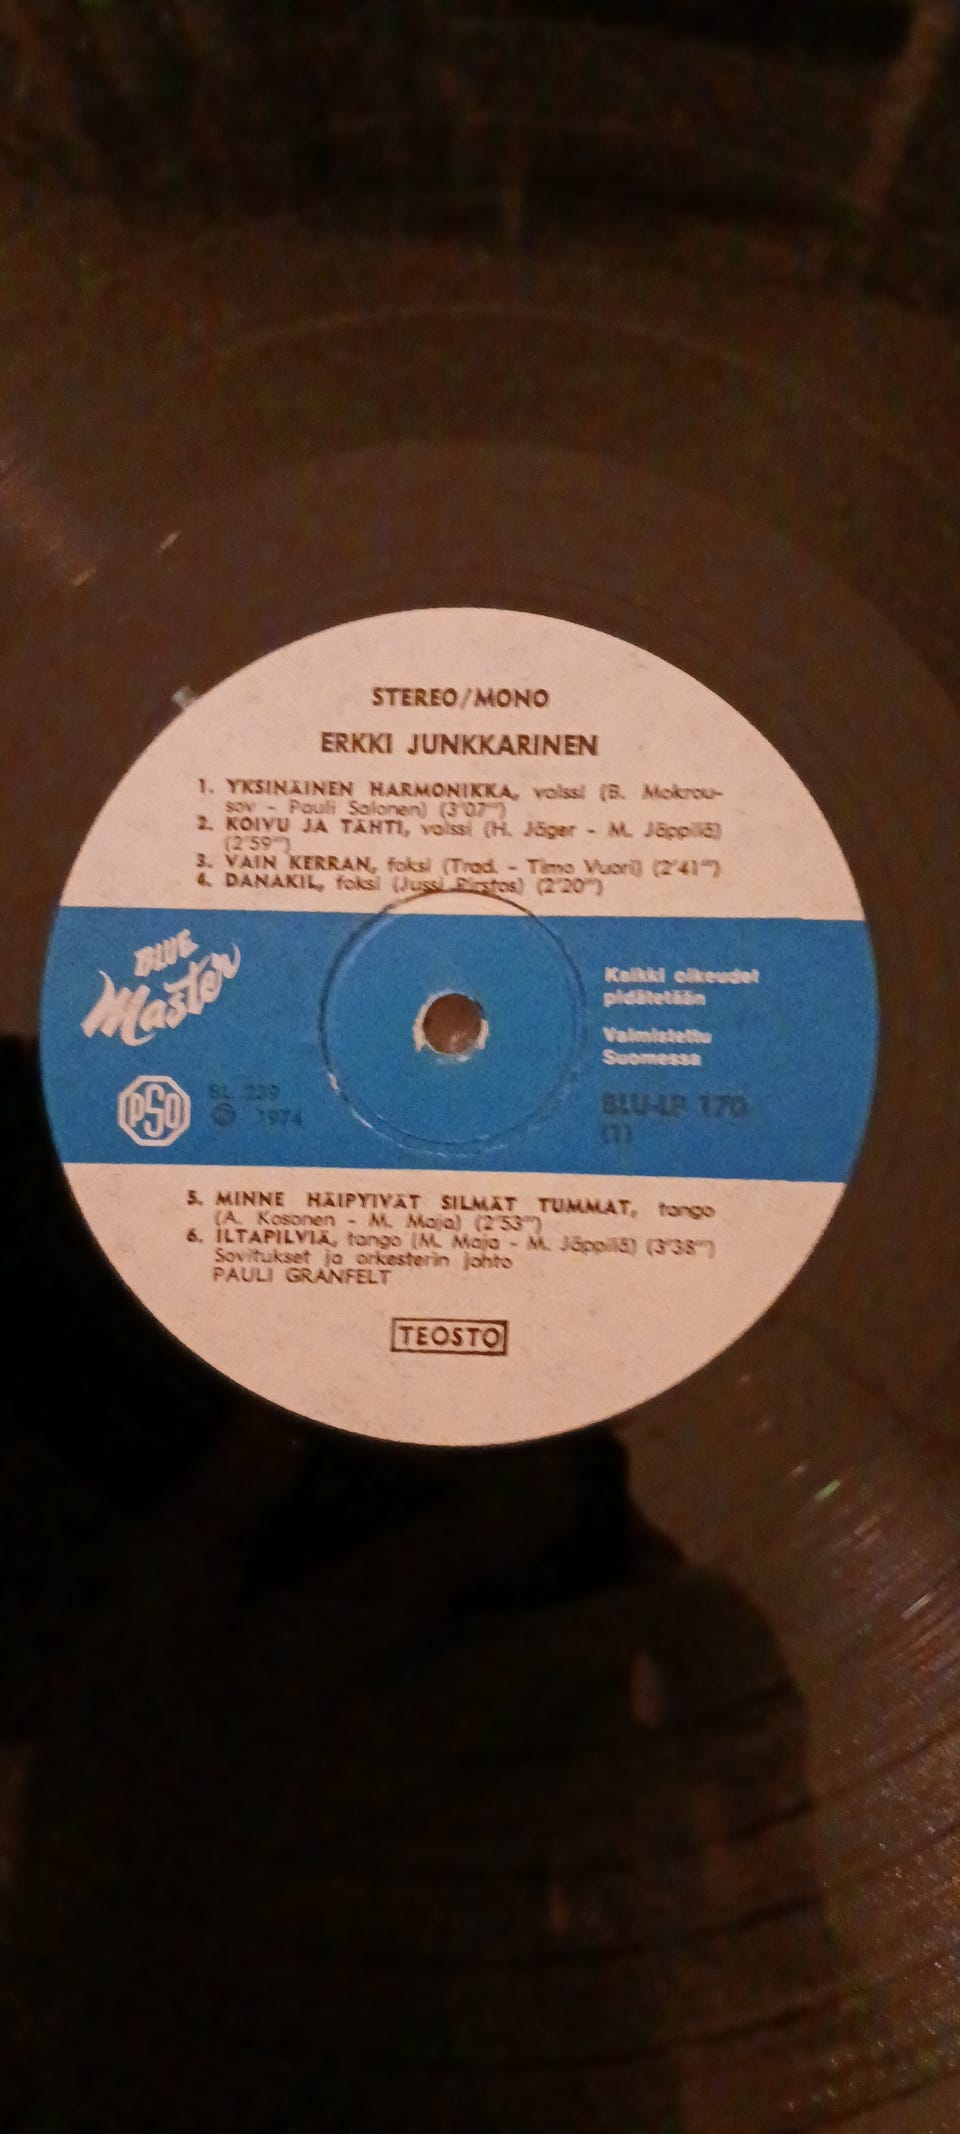 STEREO/MONO
ERKKI JUNKKARINEN
1. YKSINÄINEN HARMONIKKA, valssi (B. Mokrou-
sov - Pauli Salonen) (3'07")
2. KOIVU JA TÄHTI, valssi (H. Jäger - M. Jäppilä)
(2'59")
3. VAIN KERRAN, foksi (Trad. - Timo Vuori) (2'41")
4. DANAKIL, foksi (Jussi (2'20")
BLUE
Master
Kaikki oikeudet
pidätetään
Valmistettu
Suomessa
PSO
BL 239
Ⓟ 1974
BLU-LP 170
(1)
5. MINNE HÄIPYIVÄT SILMÄT TUMMAT, tango
(A. Kosonen - M. Maja) (2'53")
6. ILTAPILVIÄ, tango (M. Maja - M. Jäppilä) (3'38")
Sovitukset ja orkesterin johto
PAULI GRANFELT
TEOSTO